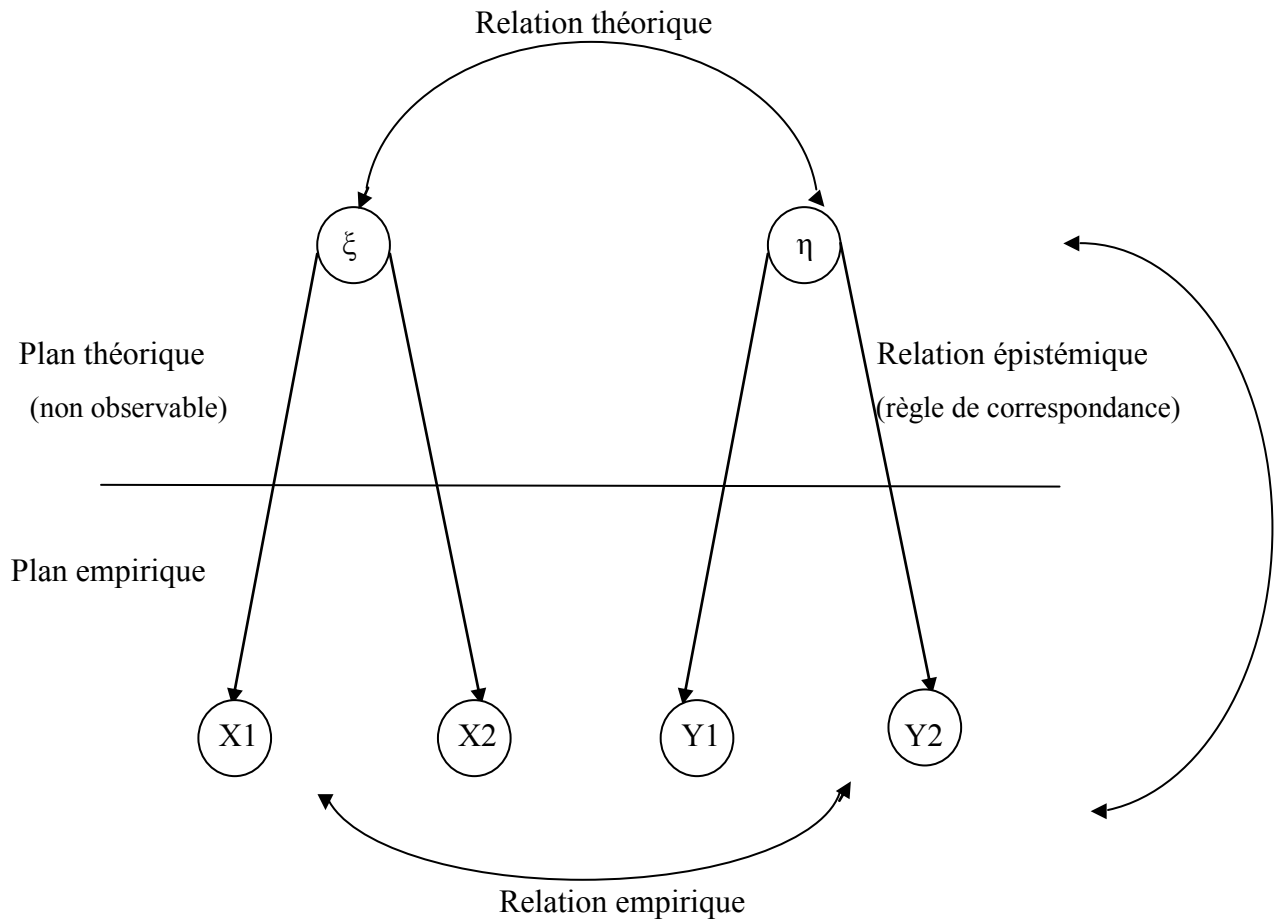 Relation théorique
ξ
η
Plan théorique
(non observable)
Relation épistémique
(règle de correspondance)
Plan empirique
X1
X2
Y1
Y2
Relation empirique